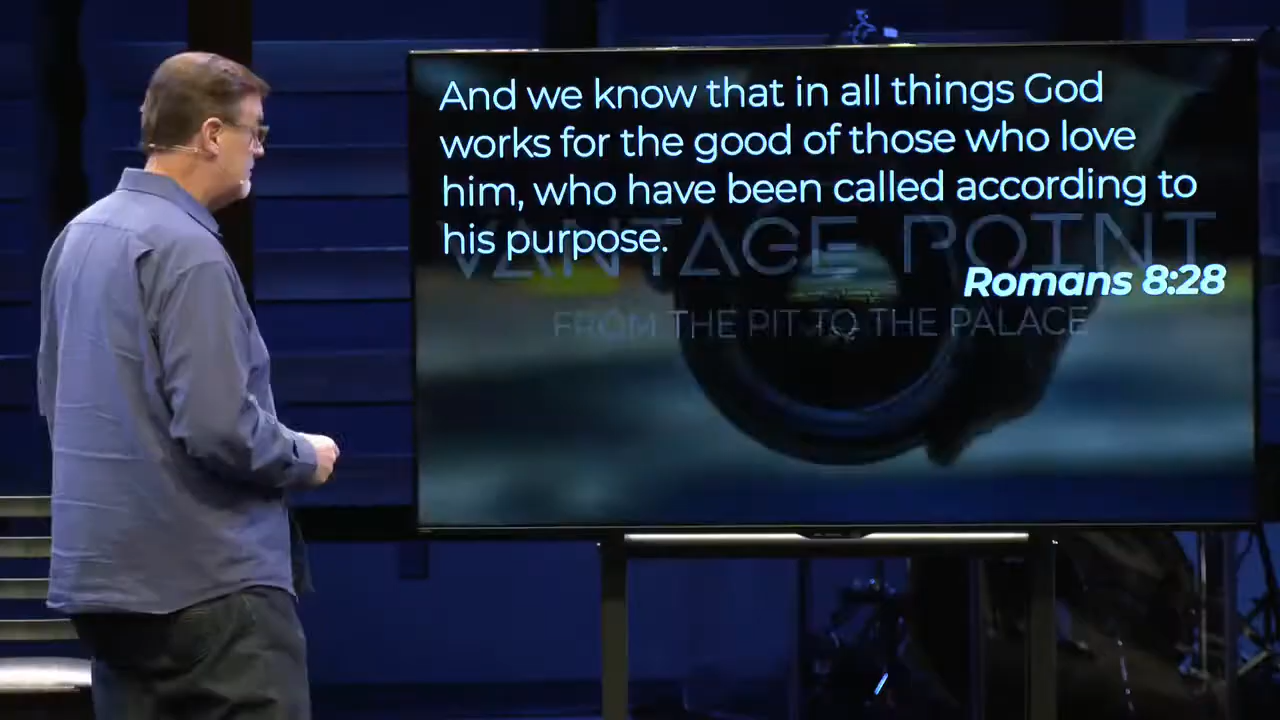 And we know that in all things God
works for the good of those who love
him, who have been called according to
his purpose.
VANTAGE POINT
Romans 8:28
FROM THE PIT TO THE PALACE